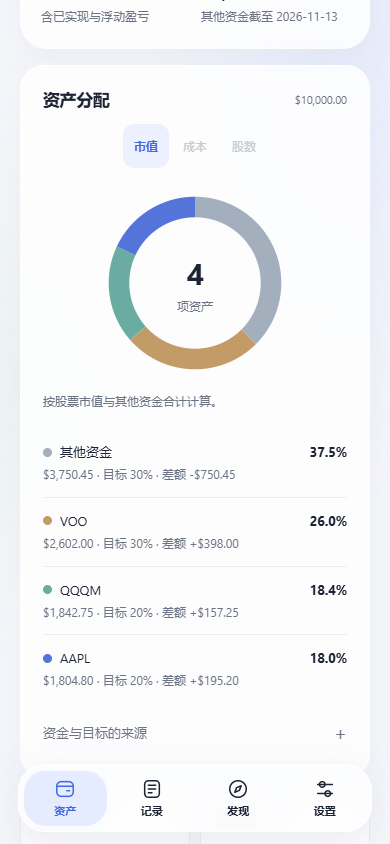 含已实现与浮动盈亏
其他资金截至 2026-11-13
资产分配
$10,000.00
市值
成本
股数
4
项资产
按股票市值与其他资金合计计算。
其他资金
37.5%
$3,750.45 · 目标 30% · 差额 -$750.45
VOO
26.0%
$2,602.00 · 目标 30% · 差额 +$398.00
QQQM
18.4%
$1,842.75 · 目标 20% · 差额 +$157.25
AAPL
18.0%
$1,804.80 · 目标 20% · 差额 +$195.20
资金与目标的来源
+
资产
记录
发现
设置